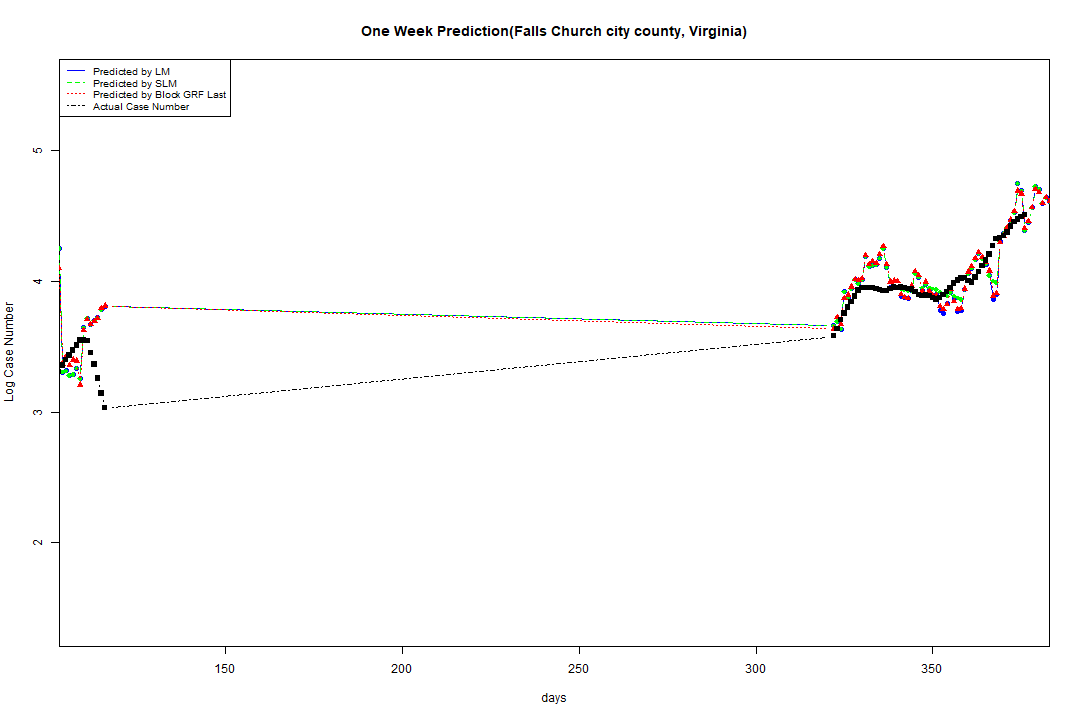 One Week Prediction(Falls Church city county, Virginia)
Predicted by LM
Predicted by SLM
Predicted by Block GRF Last
Actual Case Number
5
4
3
2
Log Case Number
150 200 250 300 350
days